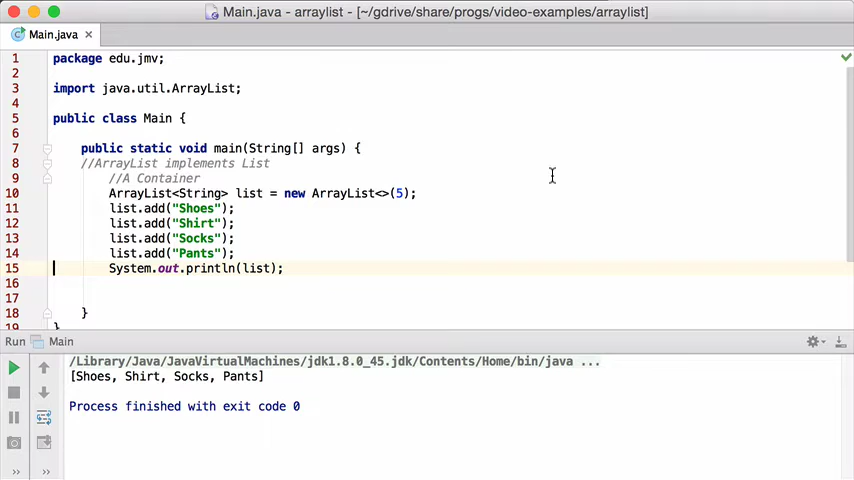 Main.java - arraylist - [~/gdrive/share/progs/video-examples/arraylist]
Main.java ×
1 package edu.jmv;
2
3 import java.util.ArrayList;
4
5 public class Main {
6
7 public static void main(String[] args) {
8 //ArrayList implements List
9 //A Container
10 ArrayList<String> list = new ArrayList<>(5);
11 list.add("Shoes");
12 list.add("Shirt");
13 list.add("Socks");
14 list.add("Pants");
15 System.out.println(list);
16
17
18 }
19 }
Run Main
/Library/Java/JavaVirtualMachines/jdk1.8.0_45.jdk/Contents/Home/bin/java ...
[Shoes, Shirt, Socks, Pants]
Process finished with exit code 0